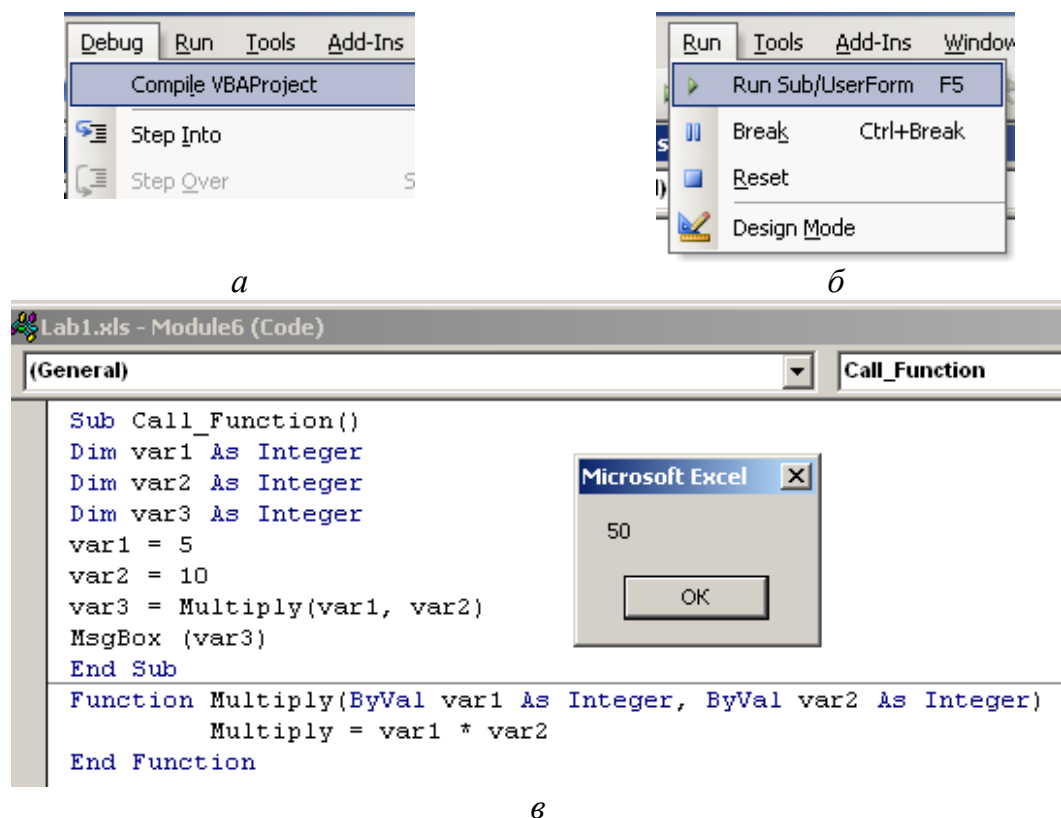 Debug Run Tools Add-Ins
Compile VBAProject
Step Into
Step Over S
а
Run Tools Add-Ins Window
Run Sub/UserForm F5
Break Ctrl+Break
Reset
Design Mode
б
Lab1.xls - Module6 (Code)
(General) Call_Function
Sub Call_Function()
Dim var1 As Integer
Dim var2 As Integer
Dim var3 As Integer
var1 = 5
var2 = 10
var3 = Multiply(var1, var2)
MsgBox (var3)
End Sub
Function Multiply(ByVal var1 As Integer, ByVal var2 As Integer)
Multiply = var1 * var2
End Function
Microsoft Excel
50
OK
в